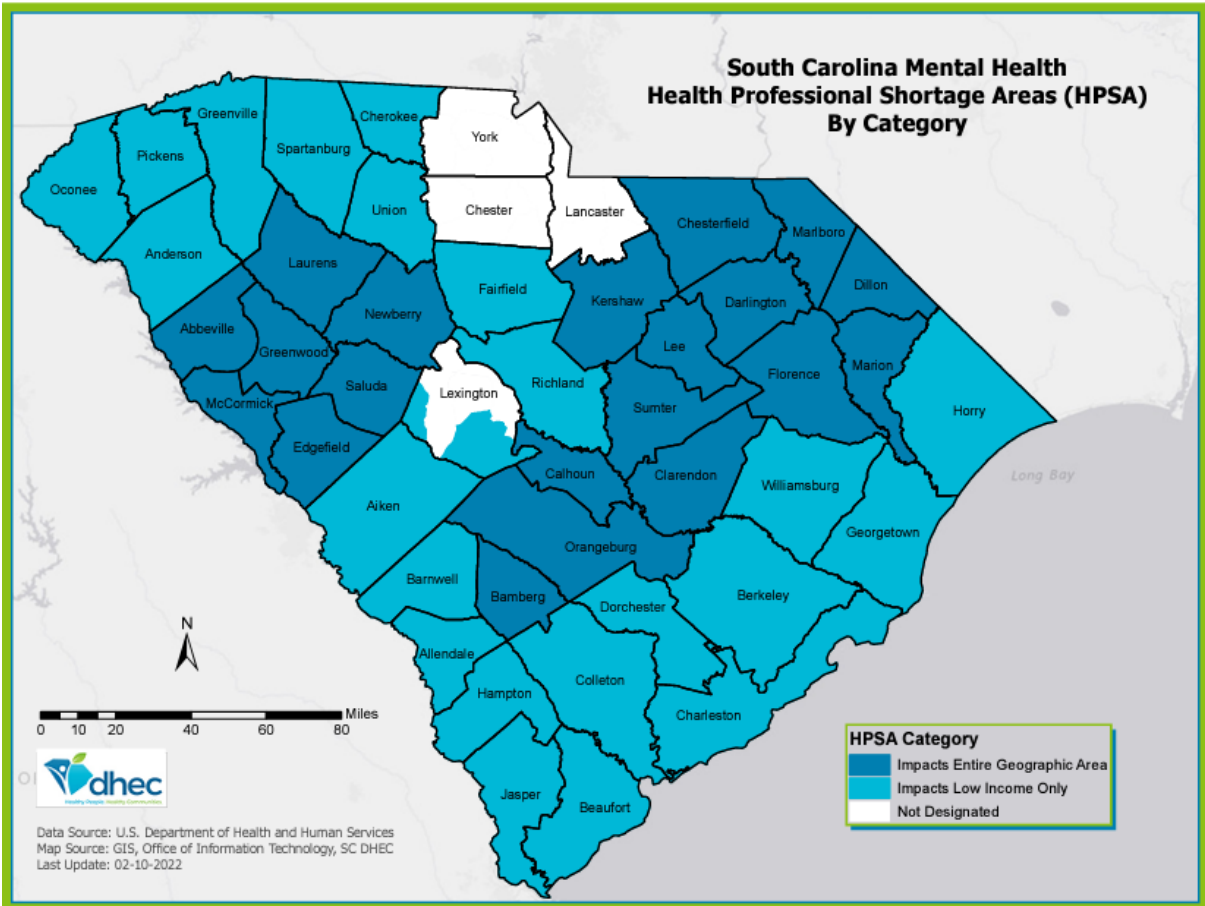 South Carolina Mental Health
Health Professional Shortage Areas (HPSA)
By Category
Greenville
Cherokee
York
Spartanburg
Pickens
Oconee
Union
Chester
Lancaster
Chesterfield
Marlboro
Anderson
Laurens
Fairfield
Kershaw
Darlington
Dillon
Newberry
Abbeville
Greenwood
Lee
Florence
Marion
Saluda
Lexington
Richland
McCormick
Sumter
Horry
Edgefield
Calhoun
Clarendon
Williamsburg
Long Bay
Aiken
Georgetown
Orangeburg
Barnwell
Bamberg
Dorchester
Berkeley
N
Allendale
Hampton
Colleton
Charleston
Miles
0 10 20 40 60 80
Jasper
Beaufort
HPSA Category
Impacts Entire Geographic Area
Impacts Low Income Only
Not Designated
dhec
Healthy People. Healthy Communities.
Data Source: U.S. Department of Health and Human Services
Map Source: GIS, Office of Information Technology, SC DHEC
Last Update: 02-10-2022